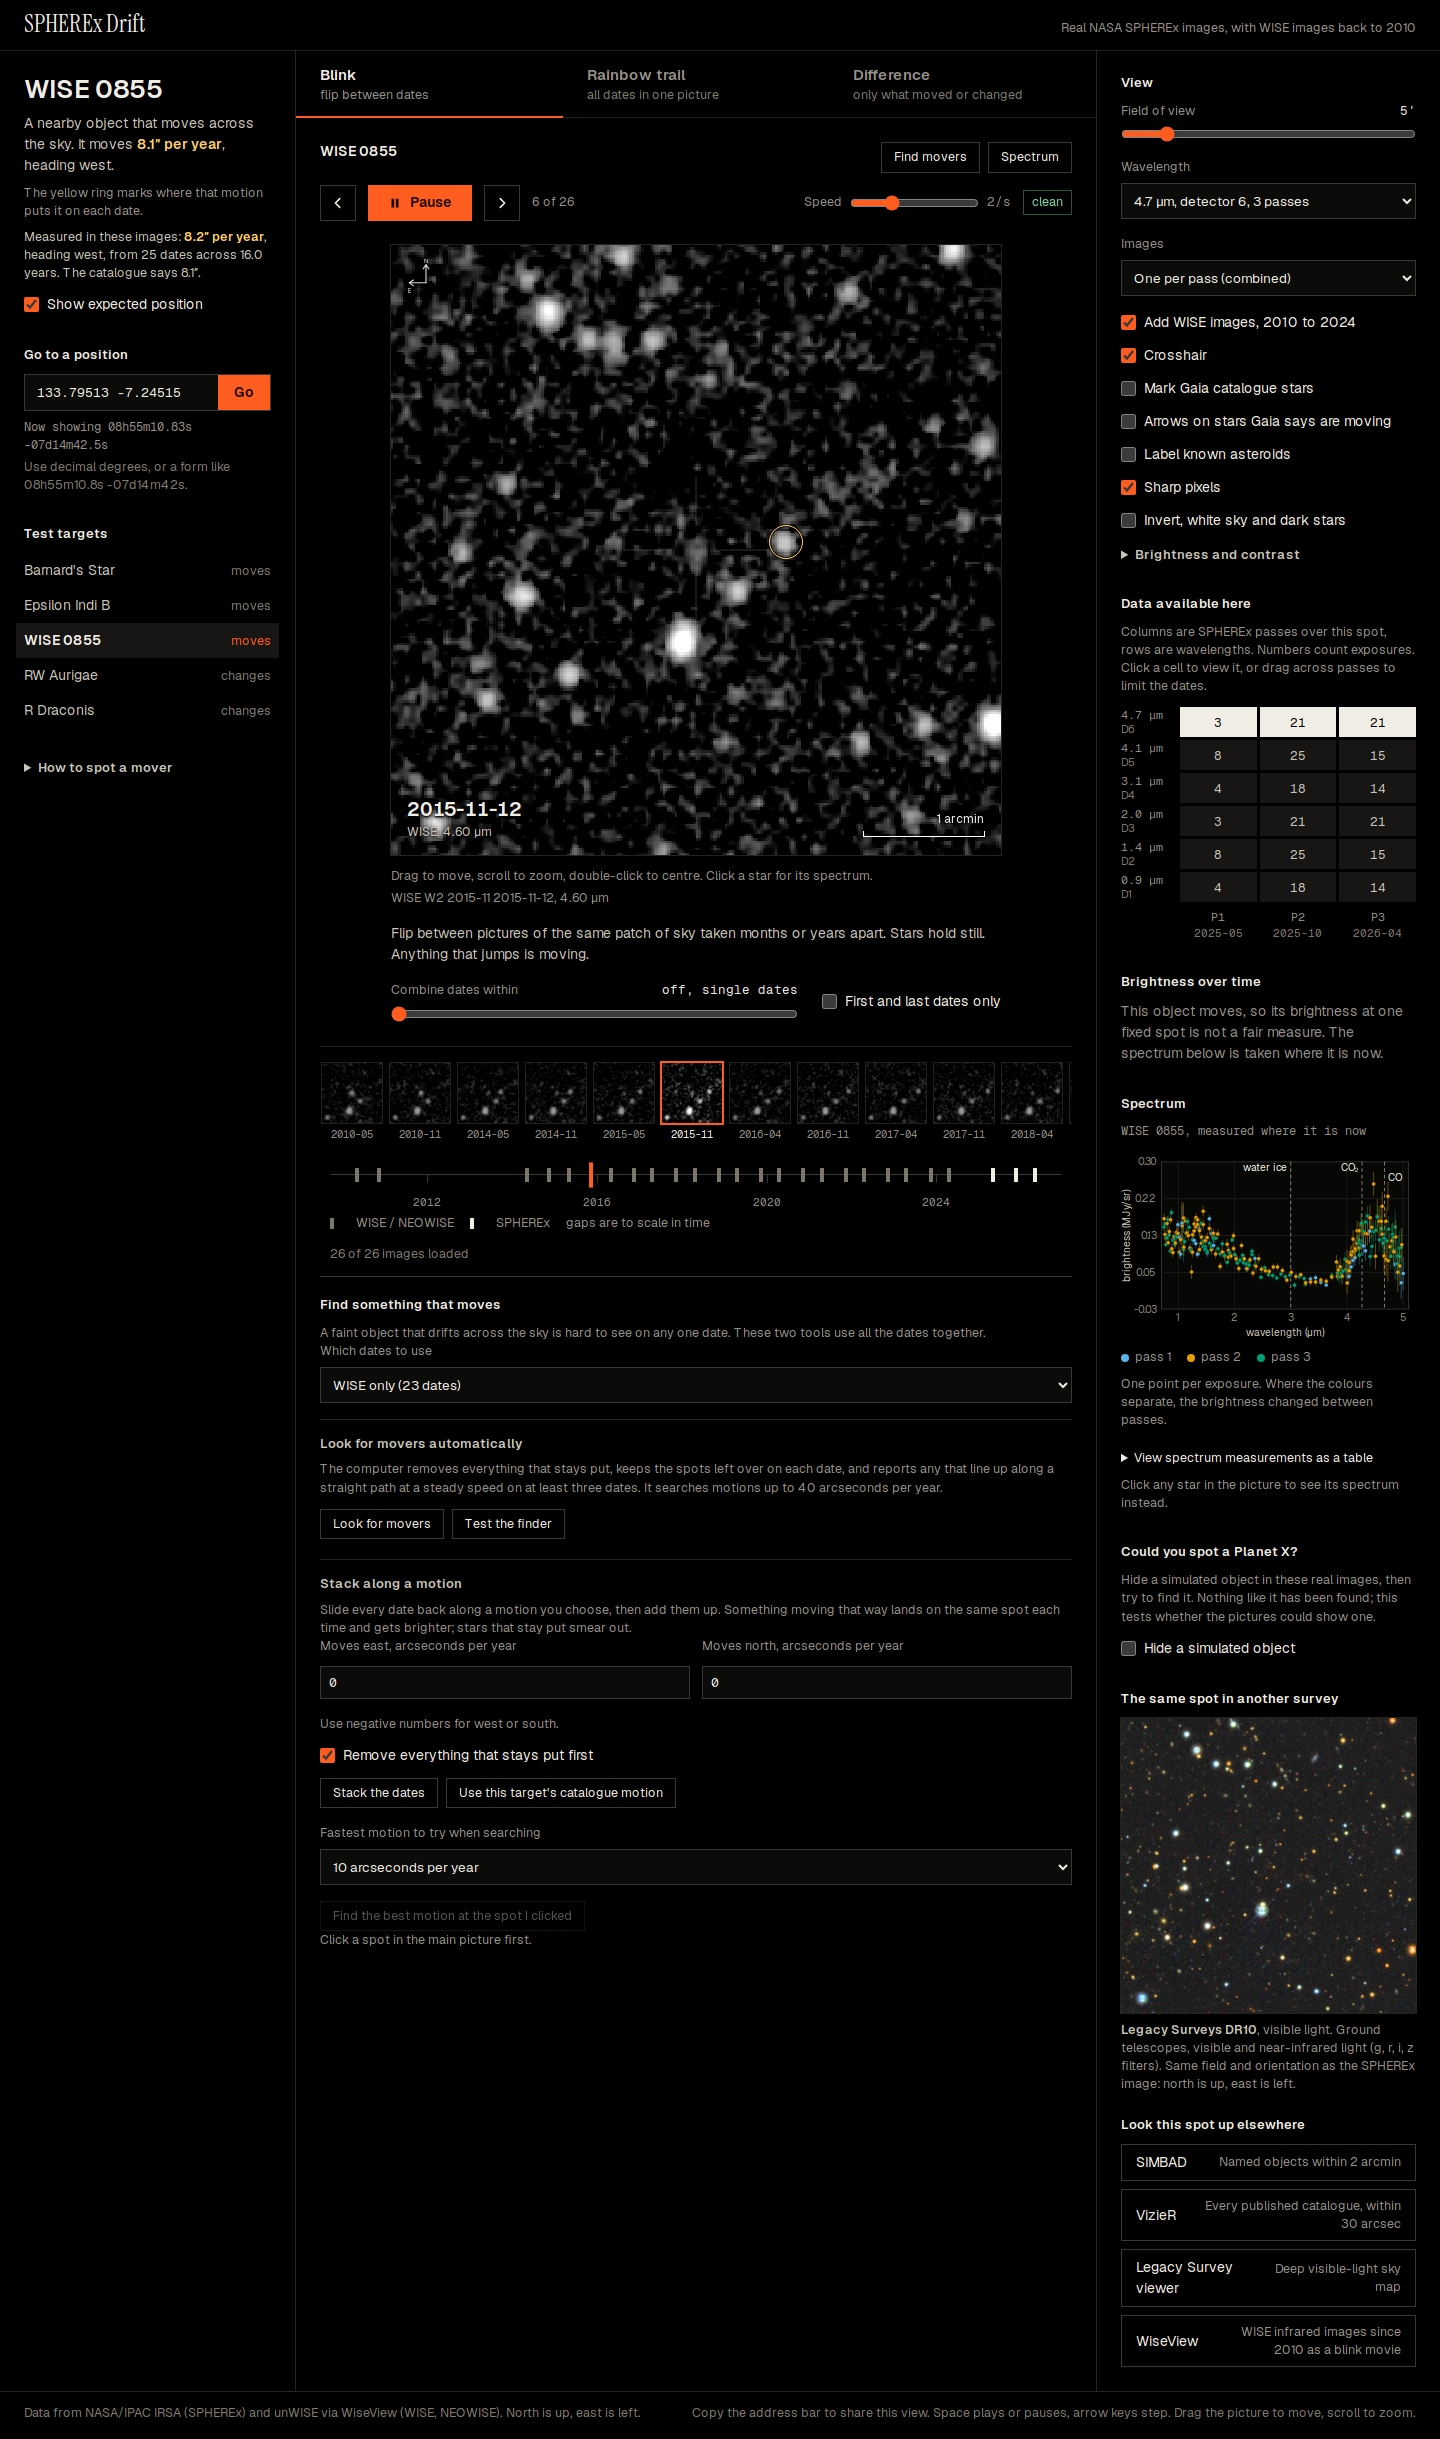 SPHEREx Drift
Real NASA SPHEREx images, with WISE images back to 2010
WISE 0855
A nearby object that moves across
the sky. It moves 8.1″ per year,
heading west.
The yellow ring marks where that motion
puts it on each date.
Measured in these images: 8.2″ per year,
heading west, from 25 dates across 16.0
years. The catalogue says 8.1″.
Show expected position
Go to a position
133.79513 -7.24515
Go
Now showing 08h55m10.83s
-07d14m42.5s
Use decimal degrees, or a form like
08h55m10.8s -07d14m42s.
Test targets
Barnard's Star moves
Epsilon Indi B moves
WISE 0855 moves
RW Aurigae changes
R Draconis changes
How to spot a mover
Blink
flip between dates
Rainbow trail
all dates in one picture
Difference
only what moved or changed
WISE 0855
Find movers
Spectrum
Pause
6 of 26
Speed
2/s
clean
N
E
2015-11-12
WISE, 4.60 µm
1 arcmin
Drag to move, scroll to zoom, double-click to centre. Click a star for its spectrum.
WISE W2 2015-11 2015-11-12, 4.60 µm
Flip between pictures of the same patch of sky taken months or years apart. Stars hold still.
Anything that jumps is moving.
Combine dates within
off, single dates
First and last dates only
2010-05 2010-11 2014-05 2014-11 2015-05 2015-11 2016-04 2016-11 2017-04 2017-11 2018-04
2012 2016 2020 2024
WISE / NEOWISE SPHEREx gaps are to scale in time
26 of 26 images loaded
Find something that moves
A faint object that drifts across the sky is hard to see on any one date. These two tools use all the dates together.
Which dates to use
WISE only (23 dates)
Look for movers automatically
The computer removes everything that stays put, keeps the spots left over on each date, and reports any that line up along a
straight path at a steady speed on at least three dates. It searches motions up to 40 arcseconds per year.
Look for movers
Test the finder
Stack along a motion
Slide every date back along a motion you choose, then add them up. Something moving that way lands on the same spot each
time and gets brighter; stars that stay put smear out.
Moves east, arcseconds per year
Moves north, arcseconds per year
0
0
Use negative numbers for west or south.
Remove everything that stays put first
Stack the dates
Use this target's catalogue motion
Fastest motion to try when searching
10 arcseconds per year
Find the best motion at the spot I clicked
Click a spot in the main picture first.
View
Field of view
5′
Wavelength
4.7 µm, detector 6, 3 passes
Images
One per pass (combined)
Add WISE images, 2010 to 2024
Crosshair
Mark Gaia catalogue stars
Arrows on stars Gaia says are moving
Label known asteroids
Sharp pixels
Invert, white sky and dark stars
Brightness and contrast
Data available here
Columns are SPHEREx passes over this spot,
rows are wavelengths. Numbers count exposures.
Click a cell to view it, or drag across passes to
limit the dates.
4.7 µm D6 3 21 21
4.1 µm D5 8 25 15
3.1 µm D4 4 18 14
2.0 µm D3 3 21 21
1.4 µm D2 8 25 15
0.9 µm D1 4 18 14
P1 P2 P3
2025-05 2025-10 2026-04
Brightness over time
This object moves, so its brightness at one
fixed spot is not a fair measure. The
spectrum below is taken where it is now.
Spectrum
WISE 0855, measured where it is now
brightness (MJy/sr)
0.30
0.22
0.13
0.05
-0.03
water ice
CO₂
CO
1 2 3 4 5
wavelength (µm)
pass 1 pass 2 pass 3
One point per exposure. Where the colours
separate, the brightness changed between
passes.
View spectrum measurements as a table
Click any star in the picture to see its spectrum
instead.
Could you spot a Planet X?
Hide a simulated object in these real images, then
try to find it. Nothing like it has been found; this
tests whether the pictures could show one.
Hide a simulated object
The same spot in another survey
Legacy Surveys DR10, visible light. Ground
telescopes, visible and near-infrared light (g, r, i, z
filters). Same field and orientation as the SPHEREx
image: north is up, east is left.
Look this spot up elsewhere
SIMBAD Named objects within 2 arcmin
VizieR Every published catalogue, within
30 arcsec
Legacy Survey Deep visible-light sky
viewer map
WiseView WISE infrared images since
2010 as a blink movie
Data from NASA/IPAC IRSA (SPHEREx) and unWISE via WiseView (WISE, NEOWISE). North is up, east is left.
Copy the address bar to share this view. Space plays or pauses, arrow keys step. Drag the picture to move, scroll to zoom.